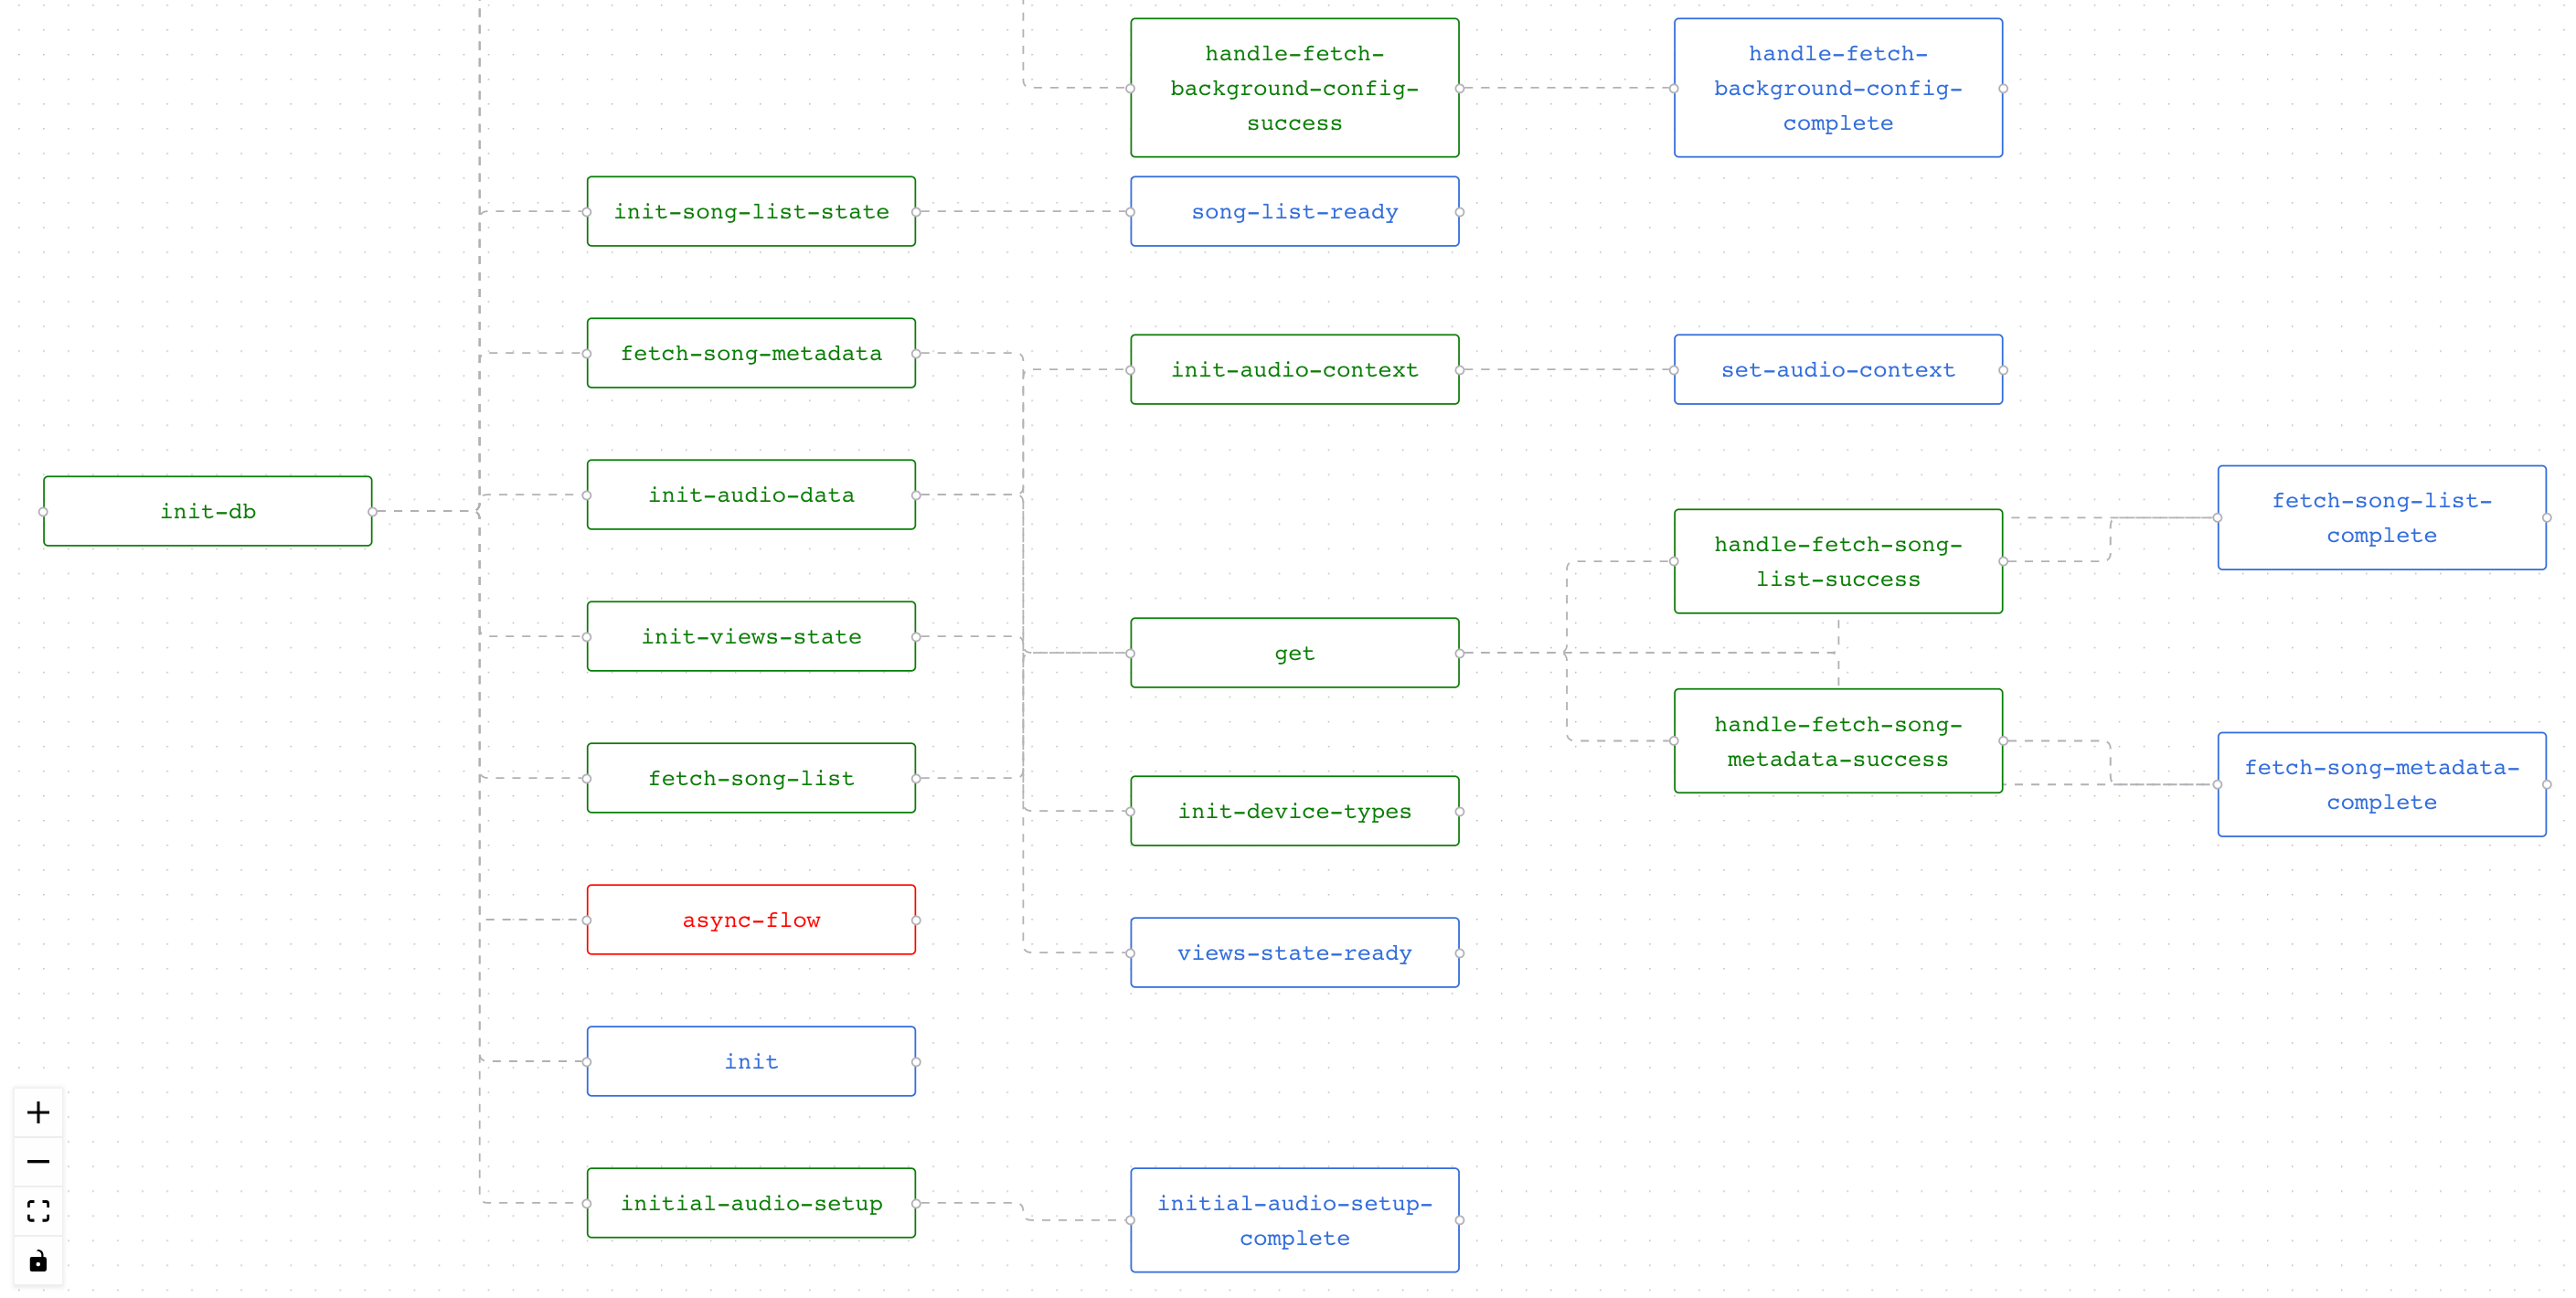 handle-fetch-
background-config-
success
handle-fetch-
background-config-
complete
init-song-list-state
song-list-ready
fetch-song-metadata
init-audio-context
set-audio-context
init-db
init-audio-data
fetch-song-list-
complete
handle-fetch-song-
list-success
init-views-state
get
handle-fetch-song-
metadata-success
fetch-song-list
init-device-types
fetch-song-metadata-
complete
async-flow
views-state-ready
init
initial-audio-setup
initial-audio-setup-
complete